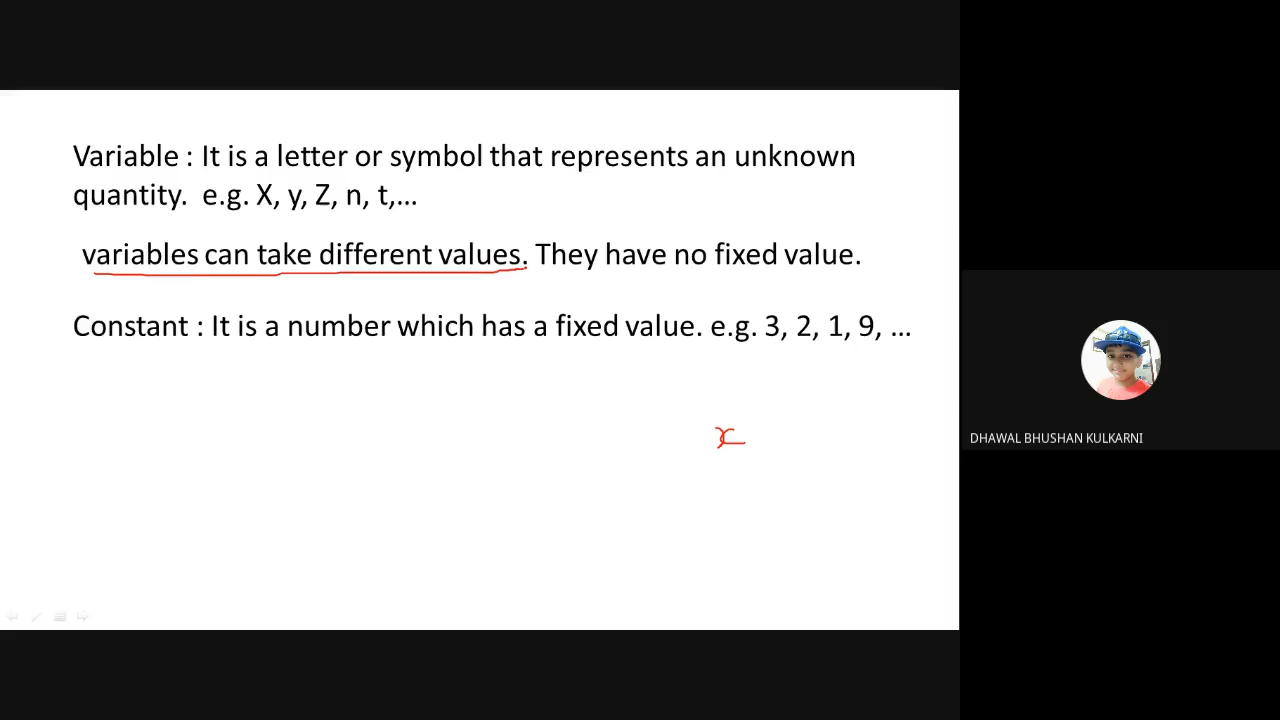 Variable : It is a letter or symbol that represents an unknown
quantity.  e.g. X, y, Z, n, t,...
variables can take different values. They have no fixed value.
Constant : It is a number which has a fixed value. e.g. 3, 2, 1, 9, ...
x
DHAWAL BHUSHAN KULKARNI